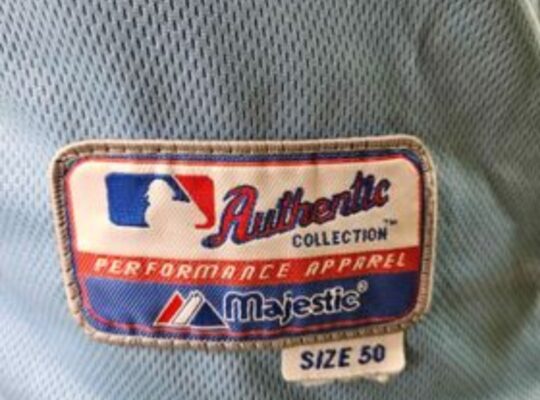 Authentic
COLLECTION™
PERFORMANCE APPAREL
Majestic®
SIZE 50